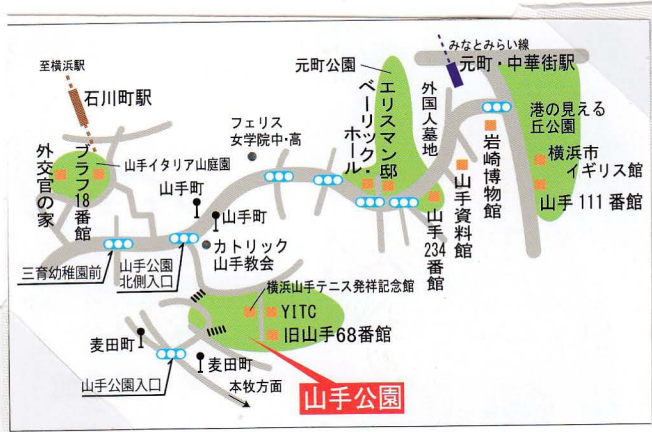 至横浜駅
石川町駅
外交官の家
ブラフ18番館
山手イタリア山庭園
フェリス
女学院中・高
元町公園
エリスマン邸
ベーリック・
ホール
みなとみらい線
元町・中華街駅
外国人墓地
港の見える
丘公園
岩崎博物館
横浜市
イギリス館
山手111番館
山手資料館
山手234番館
山手町
山手町
カトリック
山手教会
三育幼稚園前
山手公園
北側入口
横浜山手テニス発祥記念館
YITC
旧山手68番館
麦田町
麦田町
山手公園入口
本牧方面
山手公園